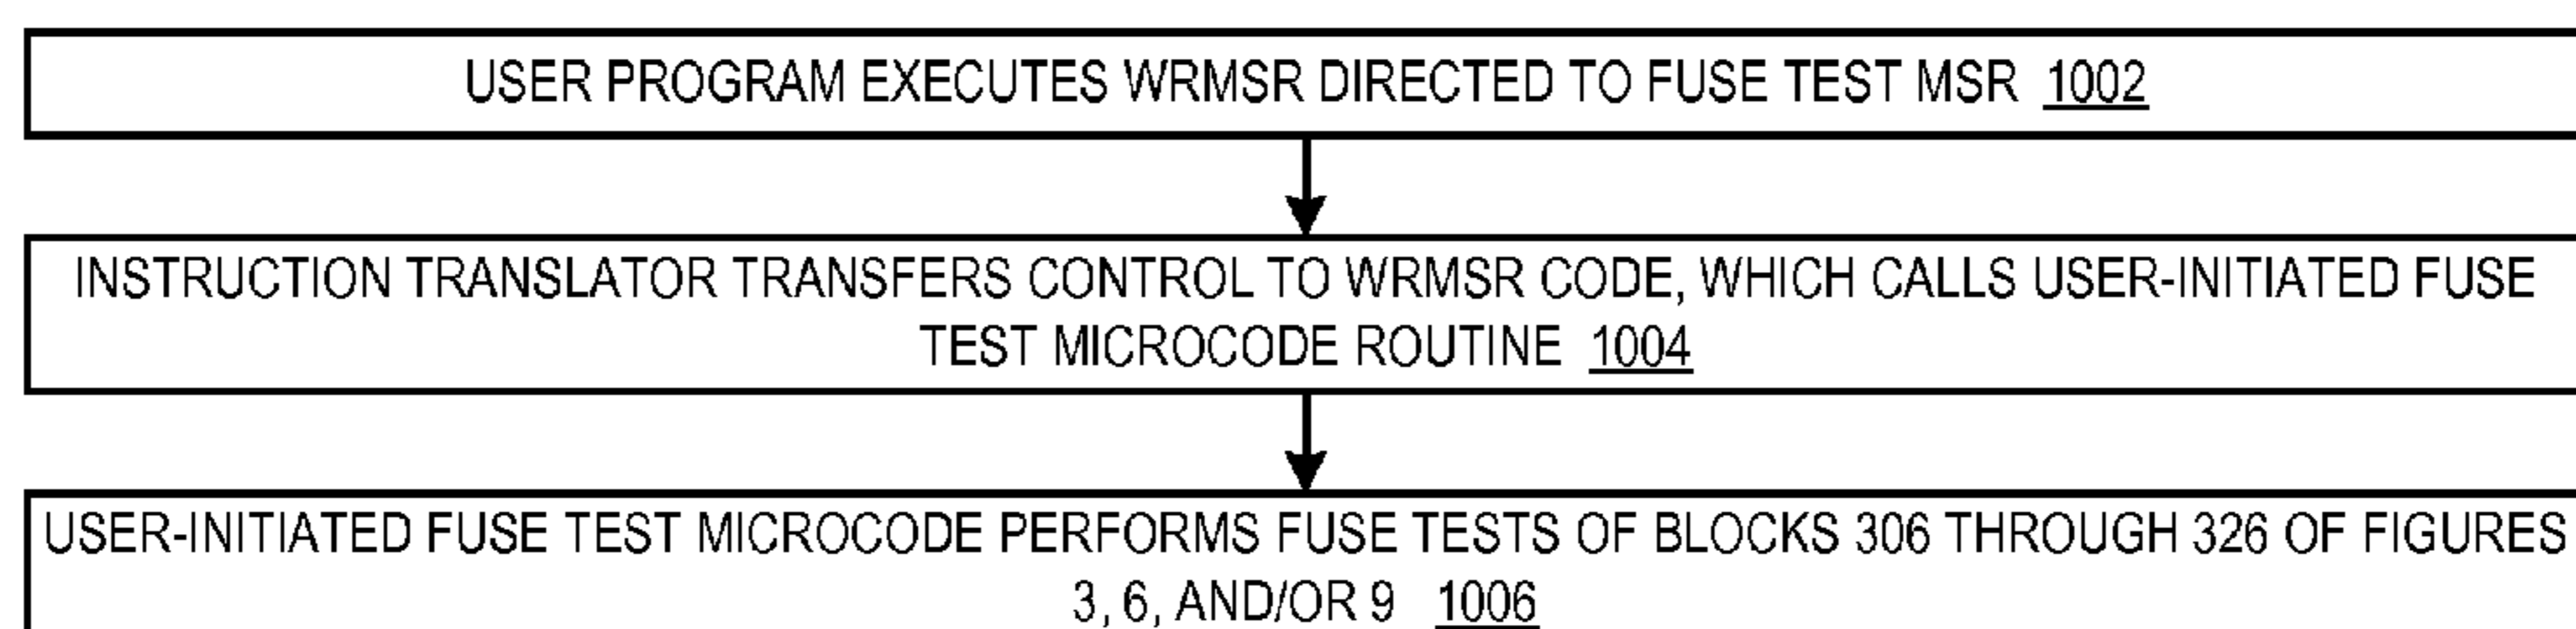 USER PROGRAM EXECUTES WRMSR DIRECTED TO FUSE TEST MSR 1002
INSTRUCTION TRANSLATOR TRANSFERS CONTROL TO WRMSR CODE, WHICH CALLS USER-INITIATED FUSE
TEST MICROCODE ROUTINE 1004
USER-INITIATED FUSE TEST MICROCODE PERFORMS FUSE TESTS OF BLOCKS 306 THROUGH 326 OF FIGURES
3, 6, AND/OR 9 1006